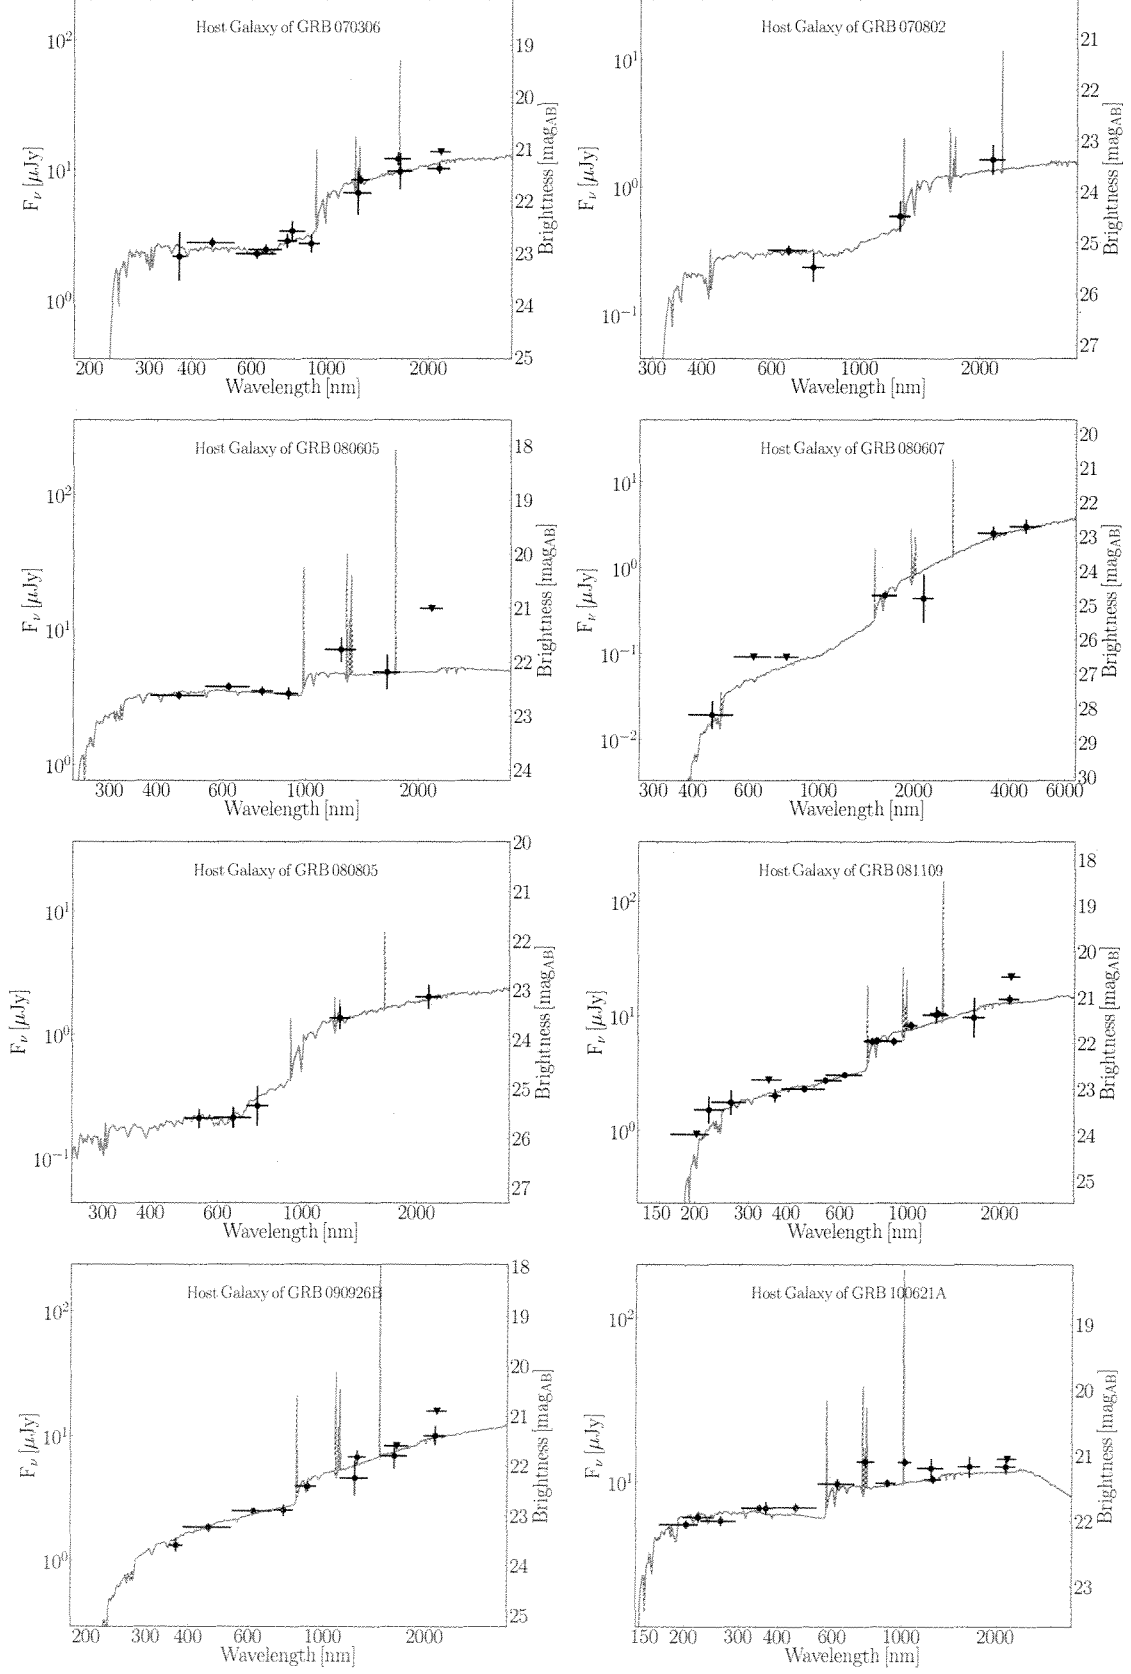 Host Galaxy of GRB 070306
10²
10¹
10⁰
F_ν [μJy]
19
20
21
22
23
24
25
Brightness [mag_AB]
200 300 400 600 1000 2000
Wavelength [nm]
Host Galaxy of GRB 070802
10¹
10⁰
10⁻¹
F_ν [μJy]
21
22
23
24
25
26
27
Brightness [mag_AB]
300 400 600 1000 2000
Wavelength [nm]
Host Galaxy of GRB 080605
10²
10¹
10⁰
F_ν [μJy]
18
19
20
21
22
23
24
Brightness [mag_AB]
300 400 600 1000 2000
Wavelength [nm]
Host Galaxy of GRB 080607
10¹
10⁰
10⁻¹
10⁻²
F_ν [μJy]
20
21
22
23
24
25
26
27
28
29
30
Brightness [mag_AB]
300 400 600 1000 2000 4000 6000
Wavelength [nm]
Host Galaxy of GRB 080805
10¹
10⁰
10⁻¹
F_ν [μJy]
20
21
22
23
24
25
26
27
Brightness [mag_AB]
300 400 600 1000 2000
Wavelength [nm]
Host Galaxy of GRB 081109
10²
10¹
10⁰
F_ν [μJy]
18
19
20
21
22
23
24
25
Brightness [mag_AB]
150 200 300 400 600 1000 2000
Wavelength [nm]
Host Galaxy of GRB 090926B
10²
10¹
10⁰
F_ν [μJy]
18
19
20
21
22
23
24
25
Brightness [mag_AB]
200 300 400 600 1000 2000
Wavelength [nm]
Host Galaxy of GRB 100621A
10²
10¹
F_ν [μJy]
19
20
21
22
23
Brightness [mag_AB]
150 200 300 400 600 1000 2000
Wavelength [nm]